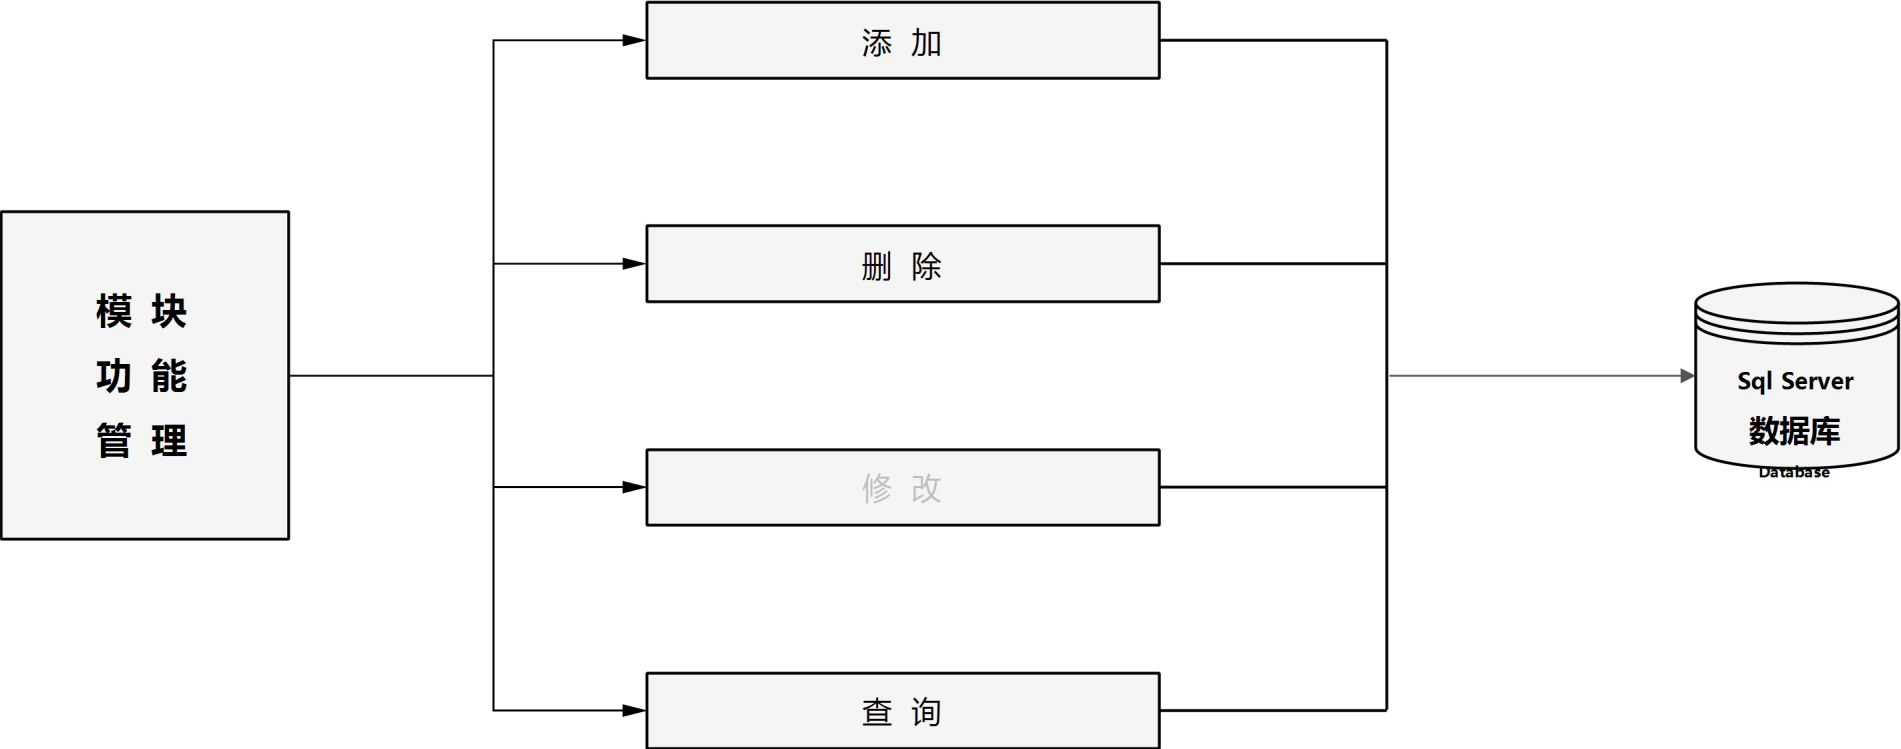 模 块
功 能
管 理
添 加
删 除
修 改
查 询
Sql Server
数据库
Database